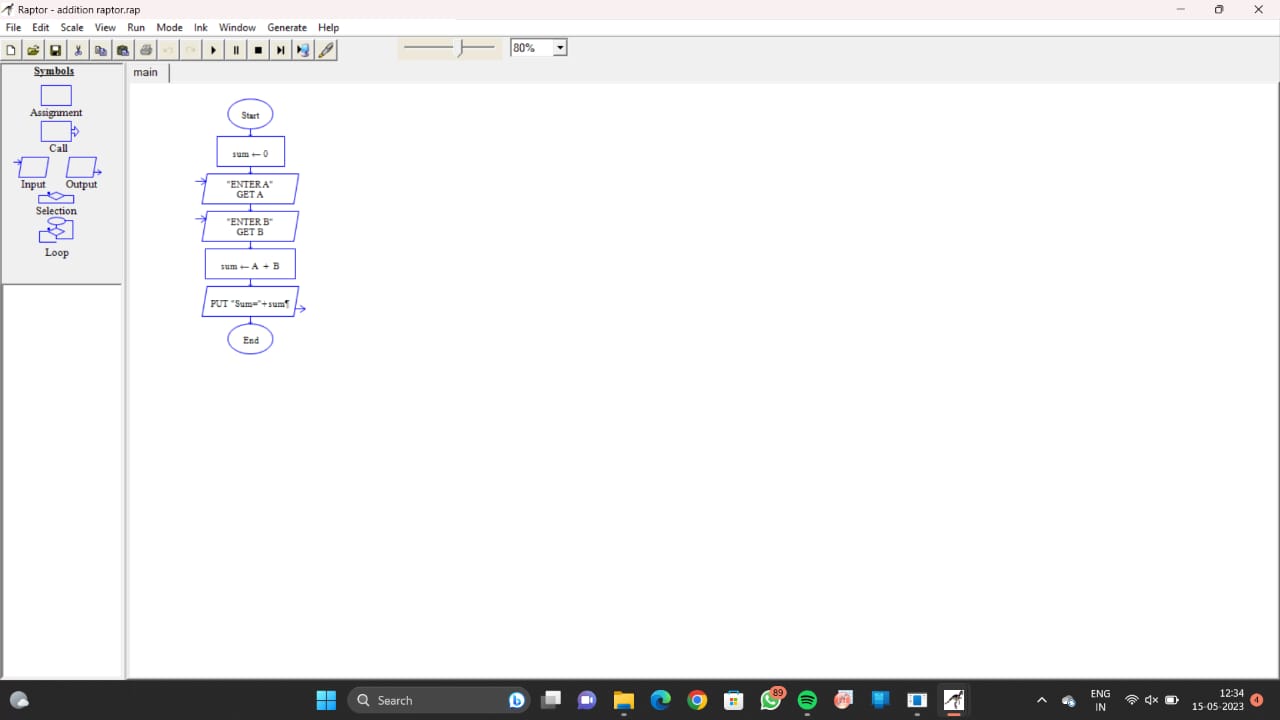 Raptor - addition raptor.rap
File Edit Scale View Run Mode Ink Window Generate Help
80%
Symbols
Assignment
Call
Input Output
Selection
Loop
main
Start
sum ← 0
"ENTER A"
GET A
"ENTER B"
GET B
sum ← A + B
PUT "Sum="+sum¶
End
Search
89
ENG
IN
12:34
15-05-2023
4